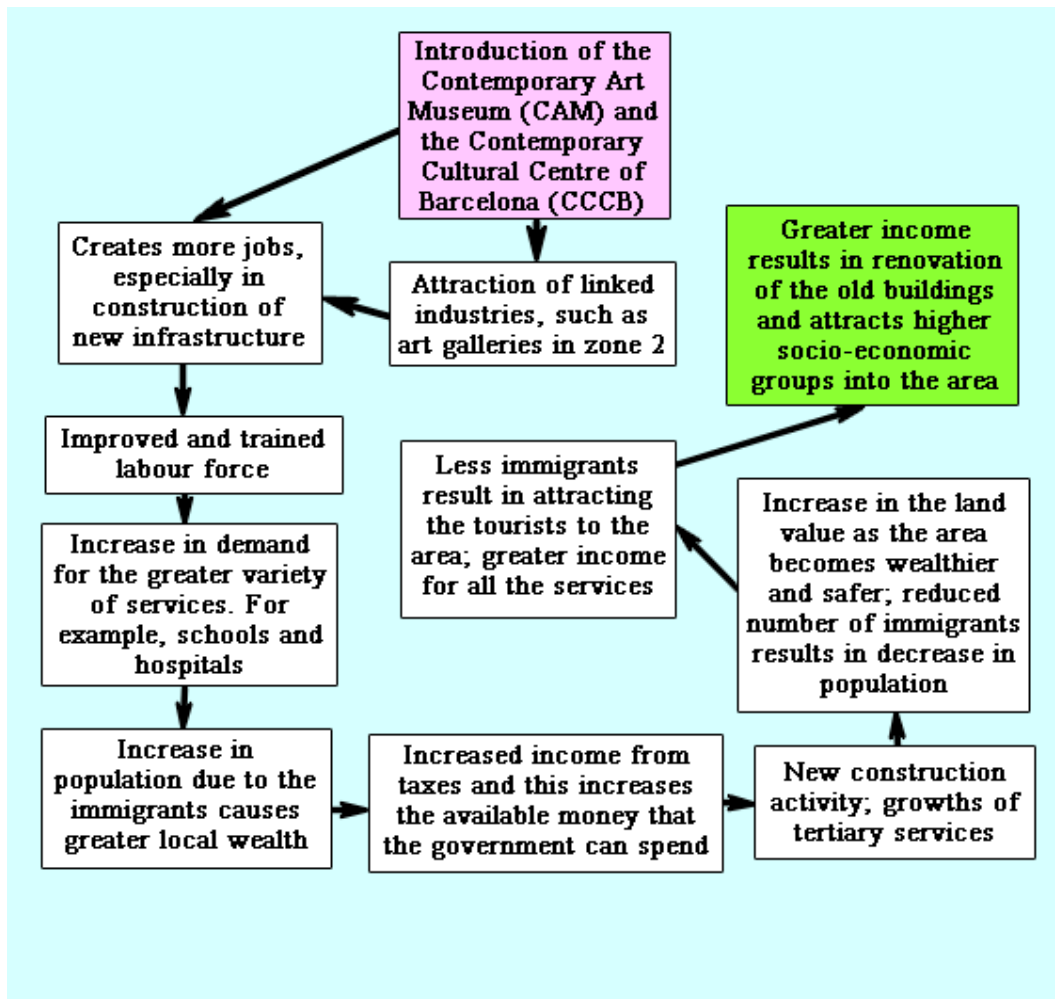 Introduction of the
Contemporary Art
Museum (CAM) and
the Contemporary
Cultural Centre of
Barcelona (CCCB)
Creates more jobs,
especially in
construction of
new infrastructure
Attraction of linked
industries, such as
art galleries in zone 2
Improved and trained
labour force
Increase in demand
for the greater variety
of services. For
example, schools and
hospitals
Increase in
population due to the
immigrants causes
greater local wealth
Increased income from
taxes and this increases
the available money that
the government can spend
New construction
activity; growths of
tertiary services
Increase in the land
value as the area
becomes wealthier
and safer; reduced
number of immigrants
results in decrease in
population
Less immigrants
result in attracting
the tourists to the
area; greater income
for all the services
Greater income
results in renovation
of the old buildings
and attracts higher
socio-economic
groups into the area